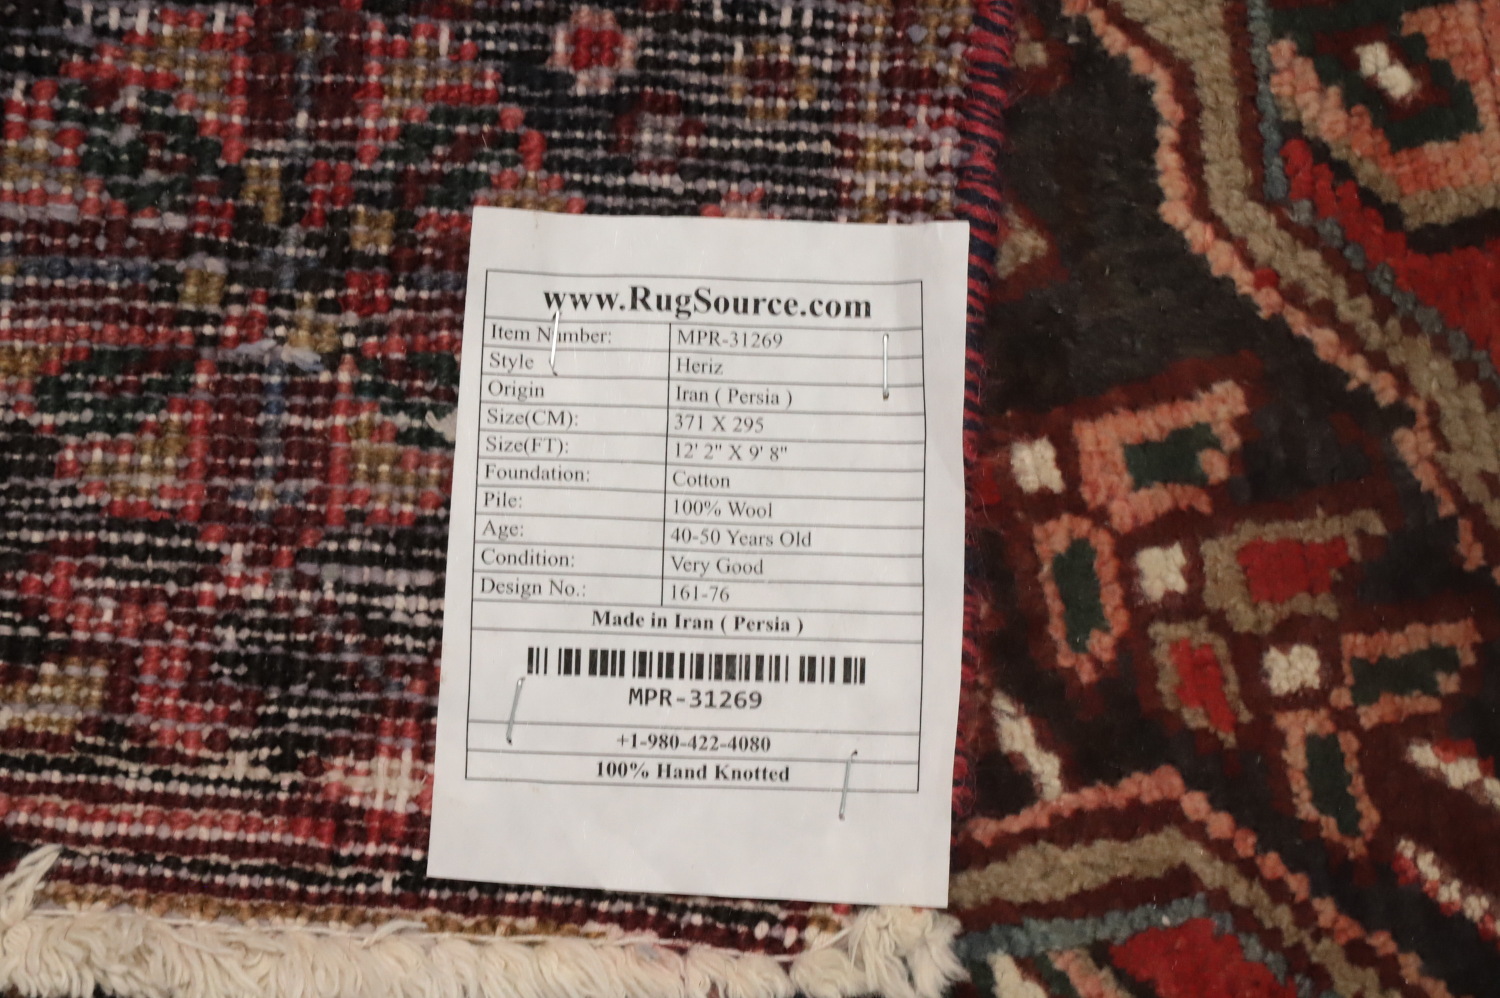 www.RugSource.com
Item Number: MPR-31269
Style Heriz
Origin Iran ( Persia )
Size(CM): 371 X 295
Size(FT): 12' 2" X 9' 8"
Foundation: Cotton
Pile: 100% Wool
Age: 40-50 Years Old
Condition: Very Good
Design No.: 161-76
Made in Iran ( Persia )
MPR-31269
+1-980-422-4080
100% Hand Knotted